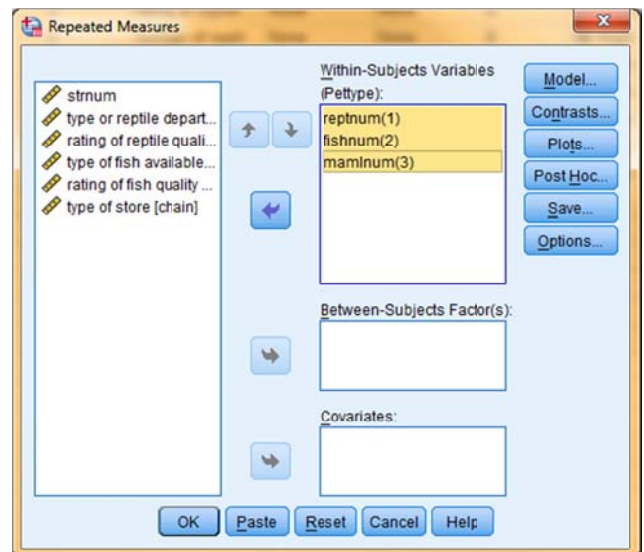 Repeated Measures
strnum
type or reptile depart...
rating of reptile quali...
type of fish available...
rating of fish quality ...
type of store [chain]
Within-Subjects Variables
(Pettype):
reptnum(1)
fishnum(2)
mamlnum(3)
Between-Subjects Factor(s):
Covariates:
Model...
Contrasts...
Plots...
Post Hoc...
Save...
Options...
OK
Paste
Reset
Cancel
Help